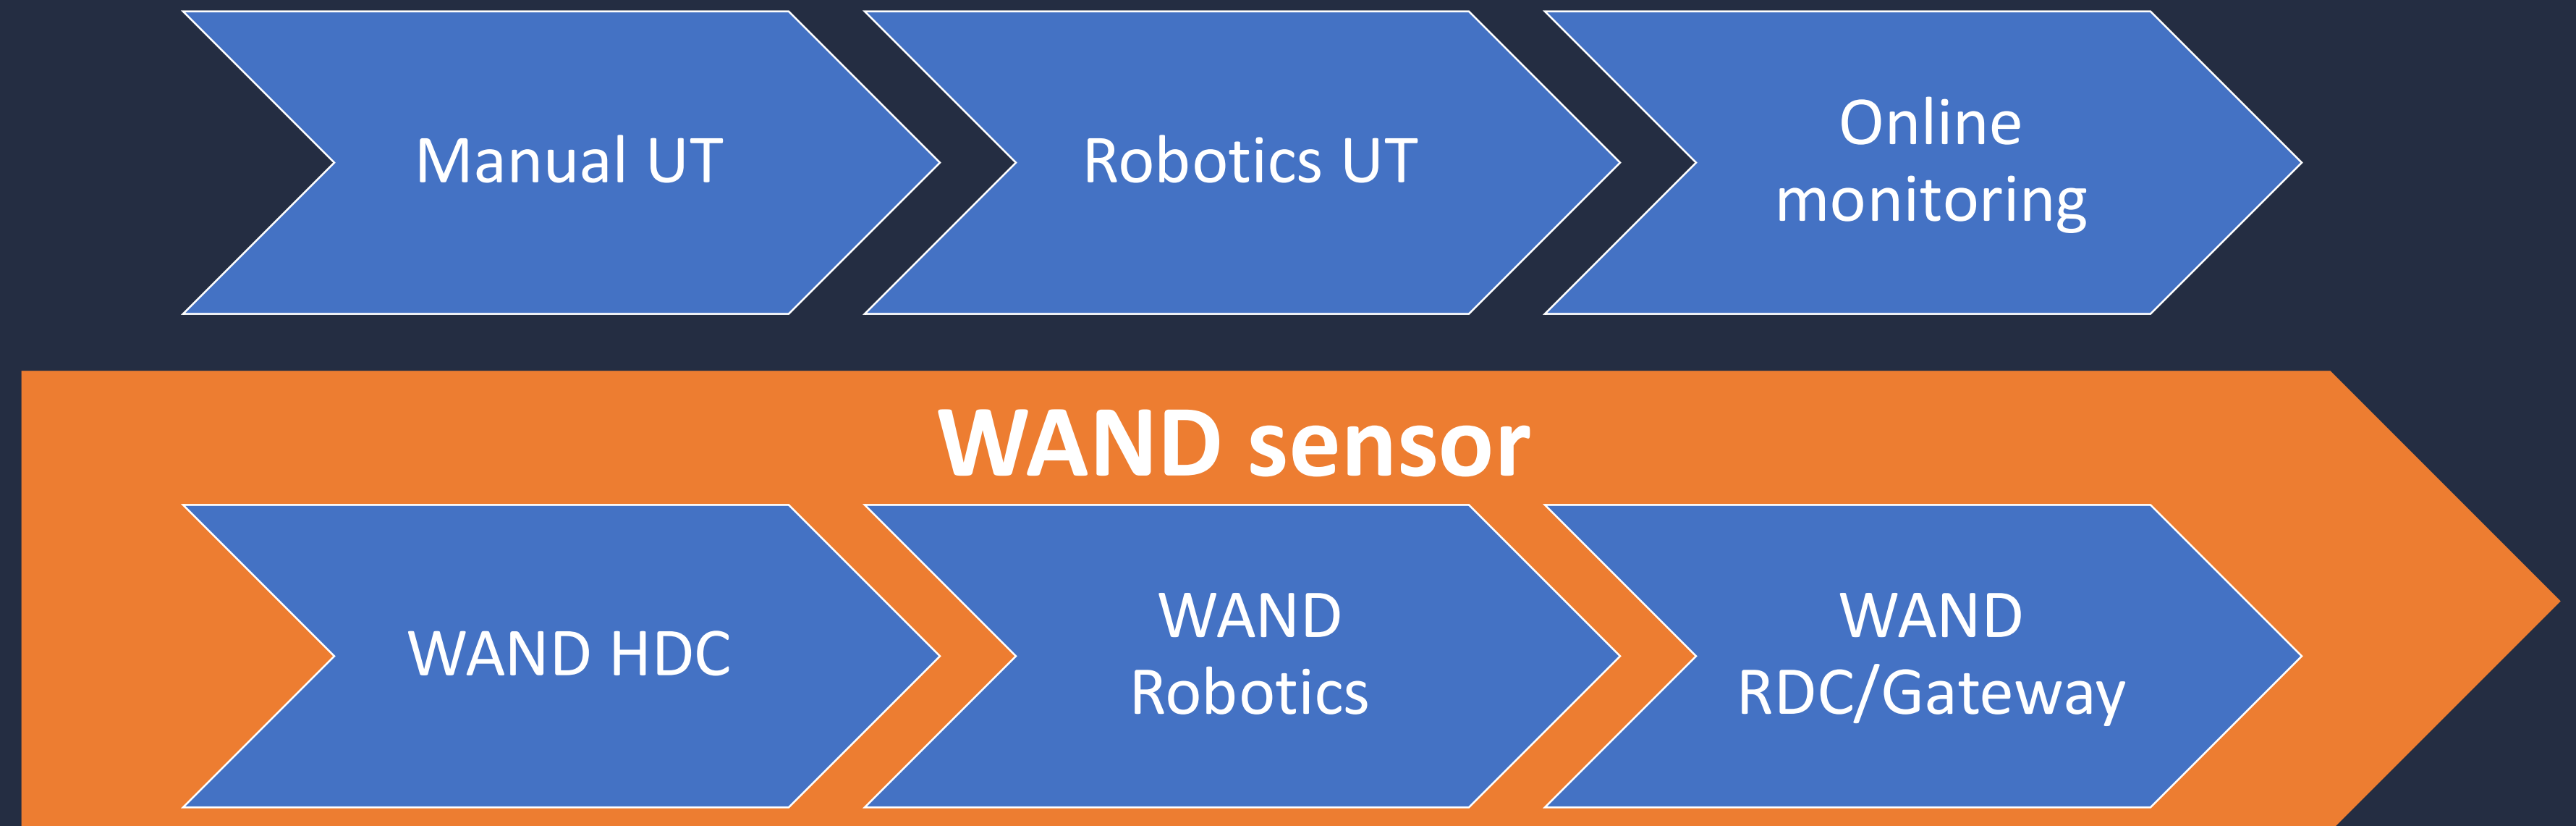 Manual UT
Robotics UT
Online
monitoring
WAND sensor
WAND HDC
WAND
Robotics
WAND
RDC/Gateway